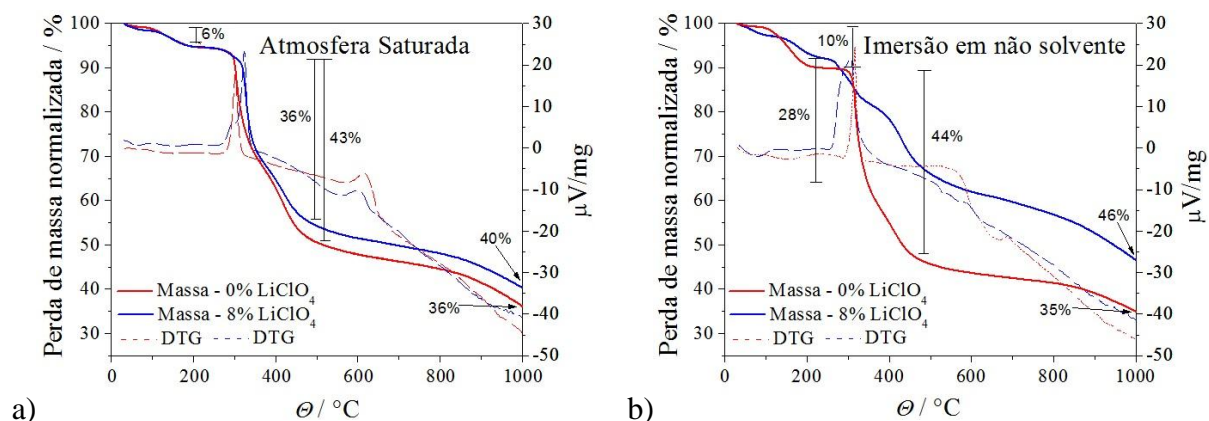 Atmosfera Saturada
6%
36%
43%
40%
36%
Massa - 0% LiClO4
Massa - 8% LiClO4
DTG DTG
Perda de massa normalizada / %
100
90
80
70
60
50
40
30
30
20
10
0
-10
-20
-30
-40
-50
μV/mg
0 200 400 600 800 1000
Θ / °C
a)
Imersão em não solvente
10%
28%
44%
46%
35%
Massa - 0% LiClO4
Massa - 8% LiClO4
DTG DTG
Perda de massa normalizada / %
100
90
80
70
60
50
40
30
30
20
10
0
-10
-20
-30
-40
-50
μV/mg
0 200 400 600 800 1000
Θ / °C
b)